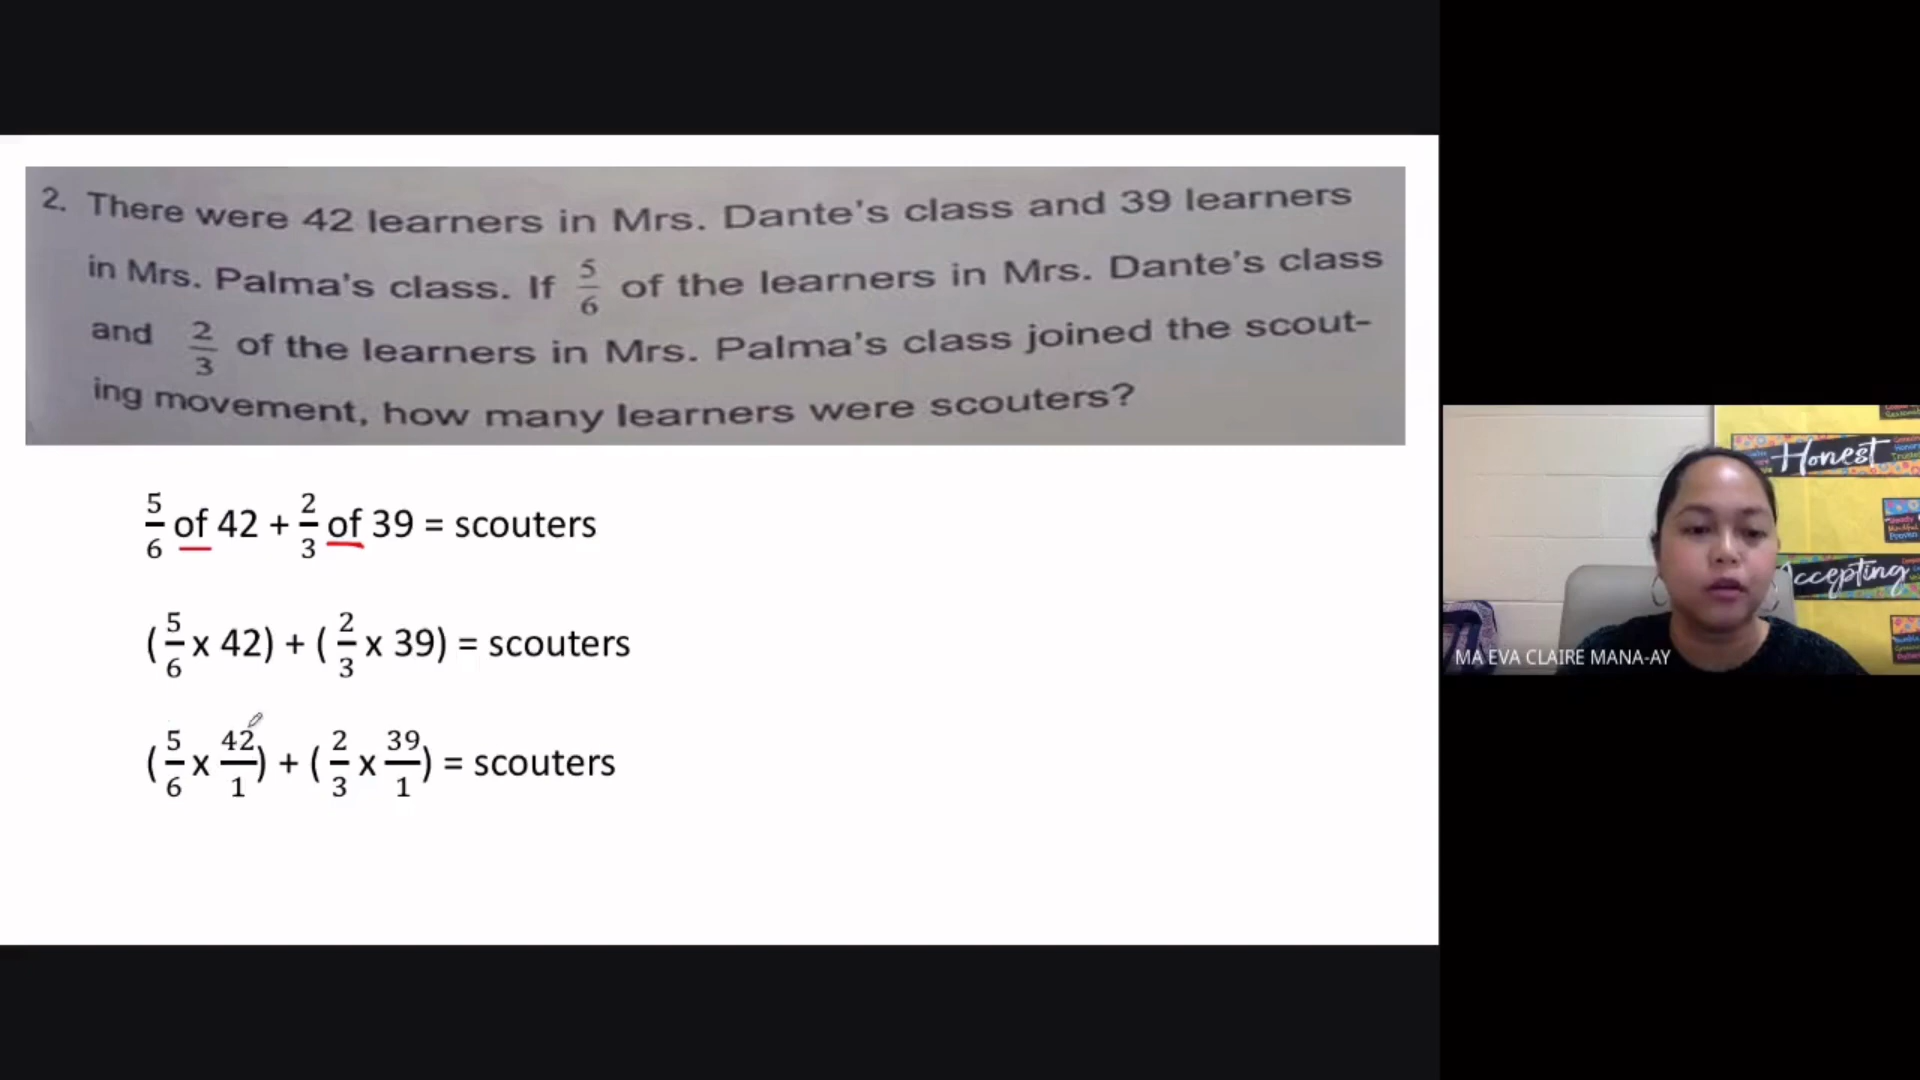 2. There were 42 learners in Mrs. Dante's class and 39 learners
in Mrs. Palma's class. If 5/6 of the learners in Mrs. Dante's class
and 2/3 of the learners in Mrs. Palma's class joined the scout-
ing movement, how many learners were scouters?
5/6 of 42 + 2/3 of 39 = scouters
(5/6 x 42) + (2/3 x 39) = scouters
(5/6 x 42/1) + (2/3 x 39/1) = scouters
Honest
Accepting
MA EVA CLAIRE MANA-AY